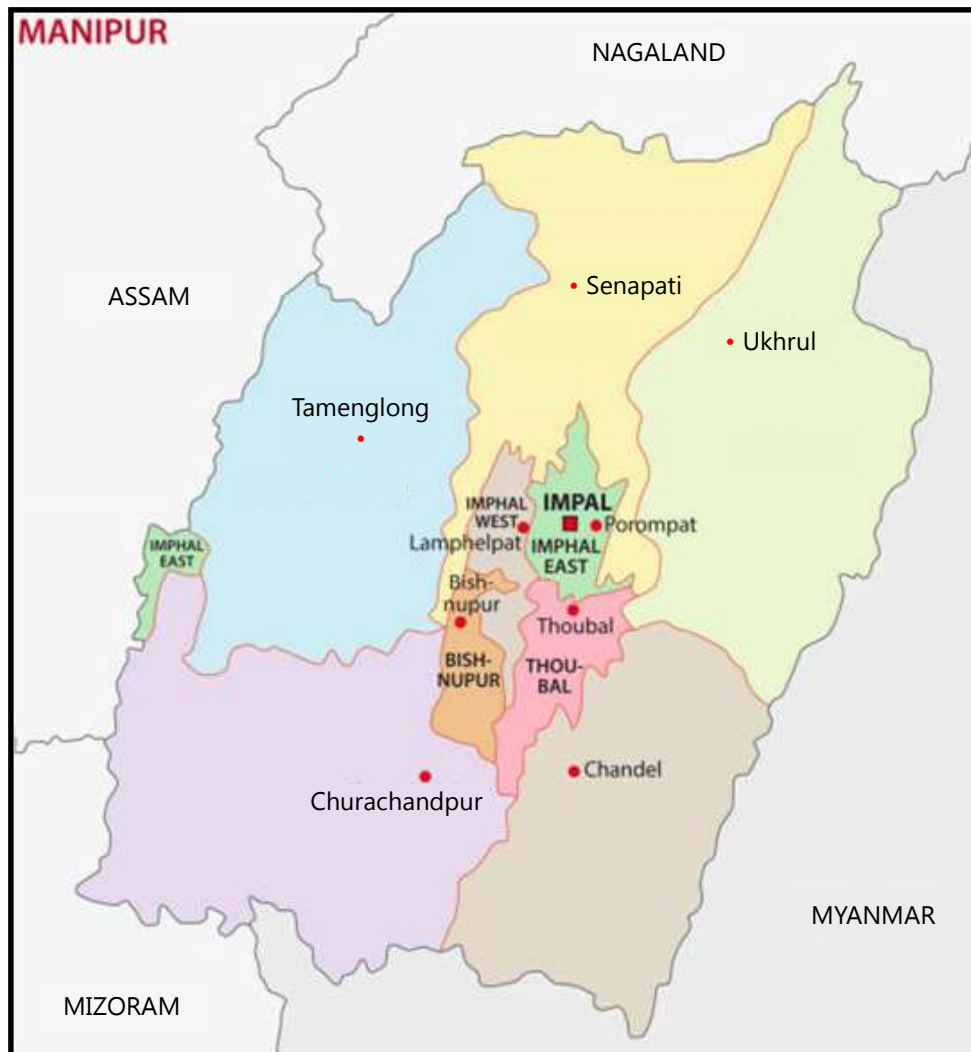 MANIPUR
NAGALAND
ASSAM
Senapati
Ukhrul
Tamenglong
IMPHAL
WEST
Lamphelpat
IMPAL
Porompat
IMPHAL
EAST
IMPHAL
EAST
Bish-
nupur
Thoubal
BISH-
NUPUR
THOU-
BAL
Chandel
Churachandpur
MYANMAR
MIZORAM